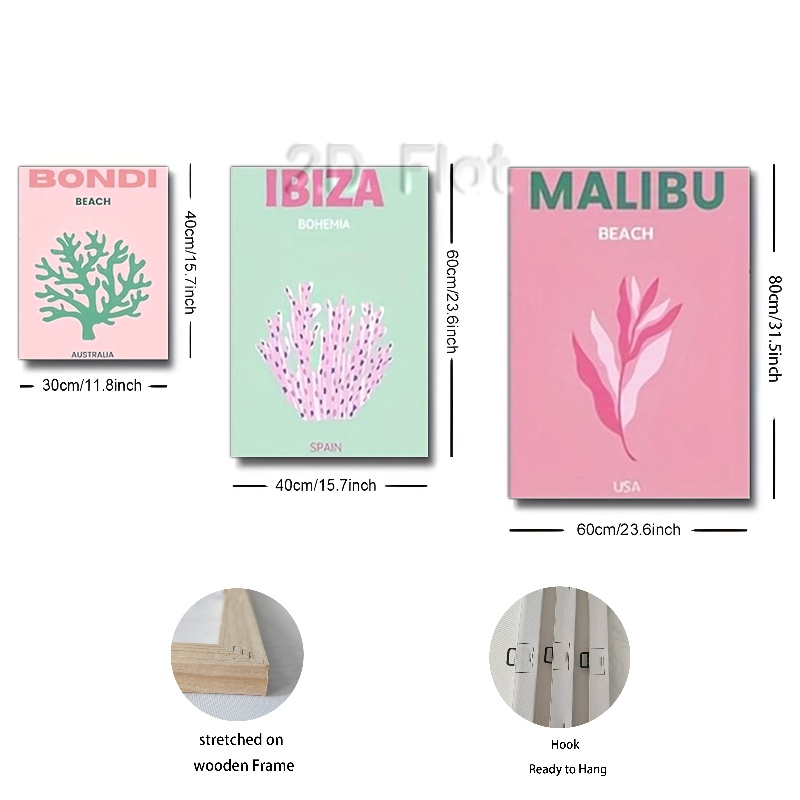 2D Flat
BONDI
BEACH
AUSTRALIA
40cm/15.7inch
30cm/11.8inch
IBIZA
BOHEMIA
SPAIN
60cm/23.6inch
40cm/15.7inch
MALIBU
BEACH
USA
80cm/31.5inch
60cm/23.6inch
stretched on
wooden Frame
Hook
Ready to Hang